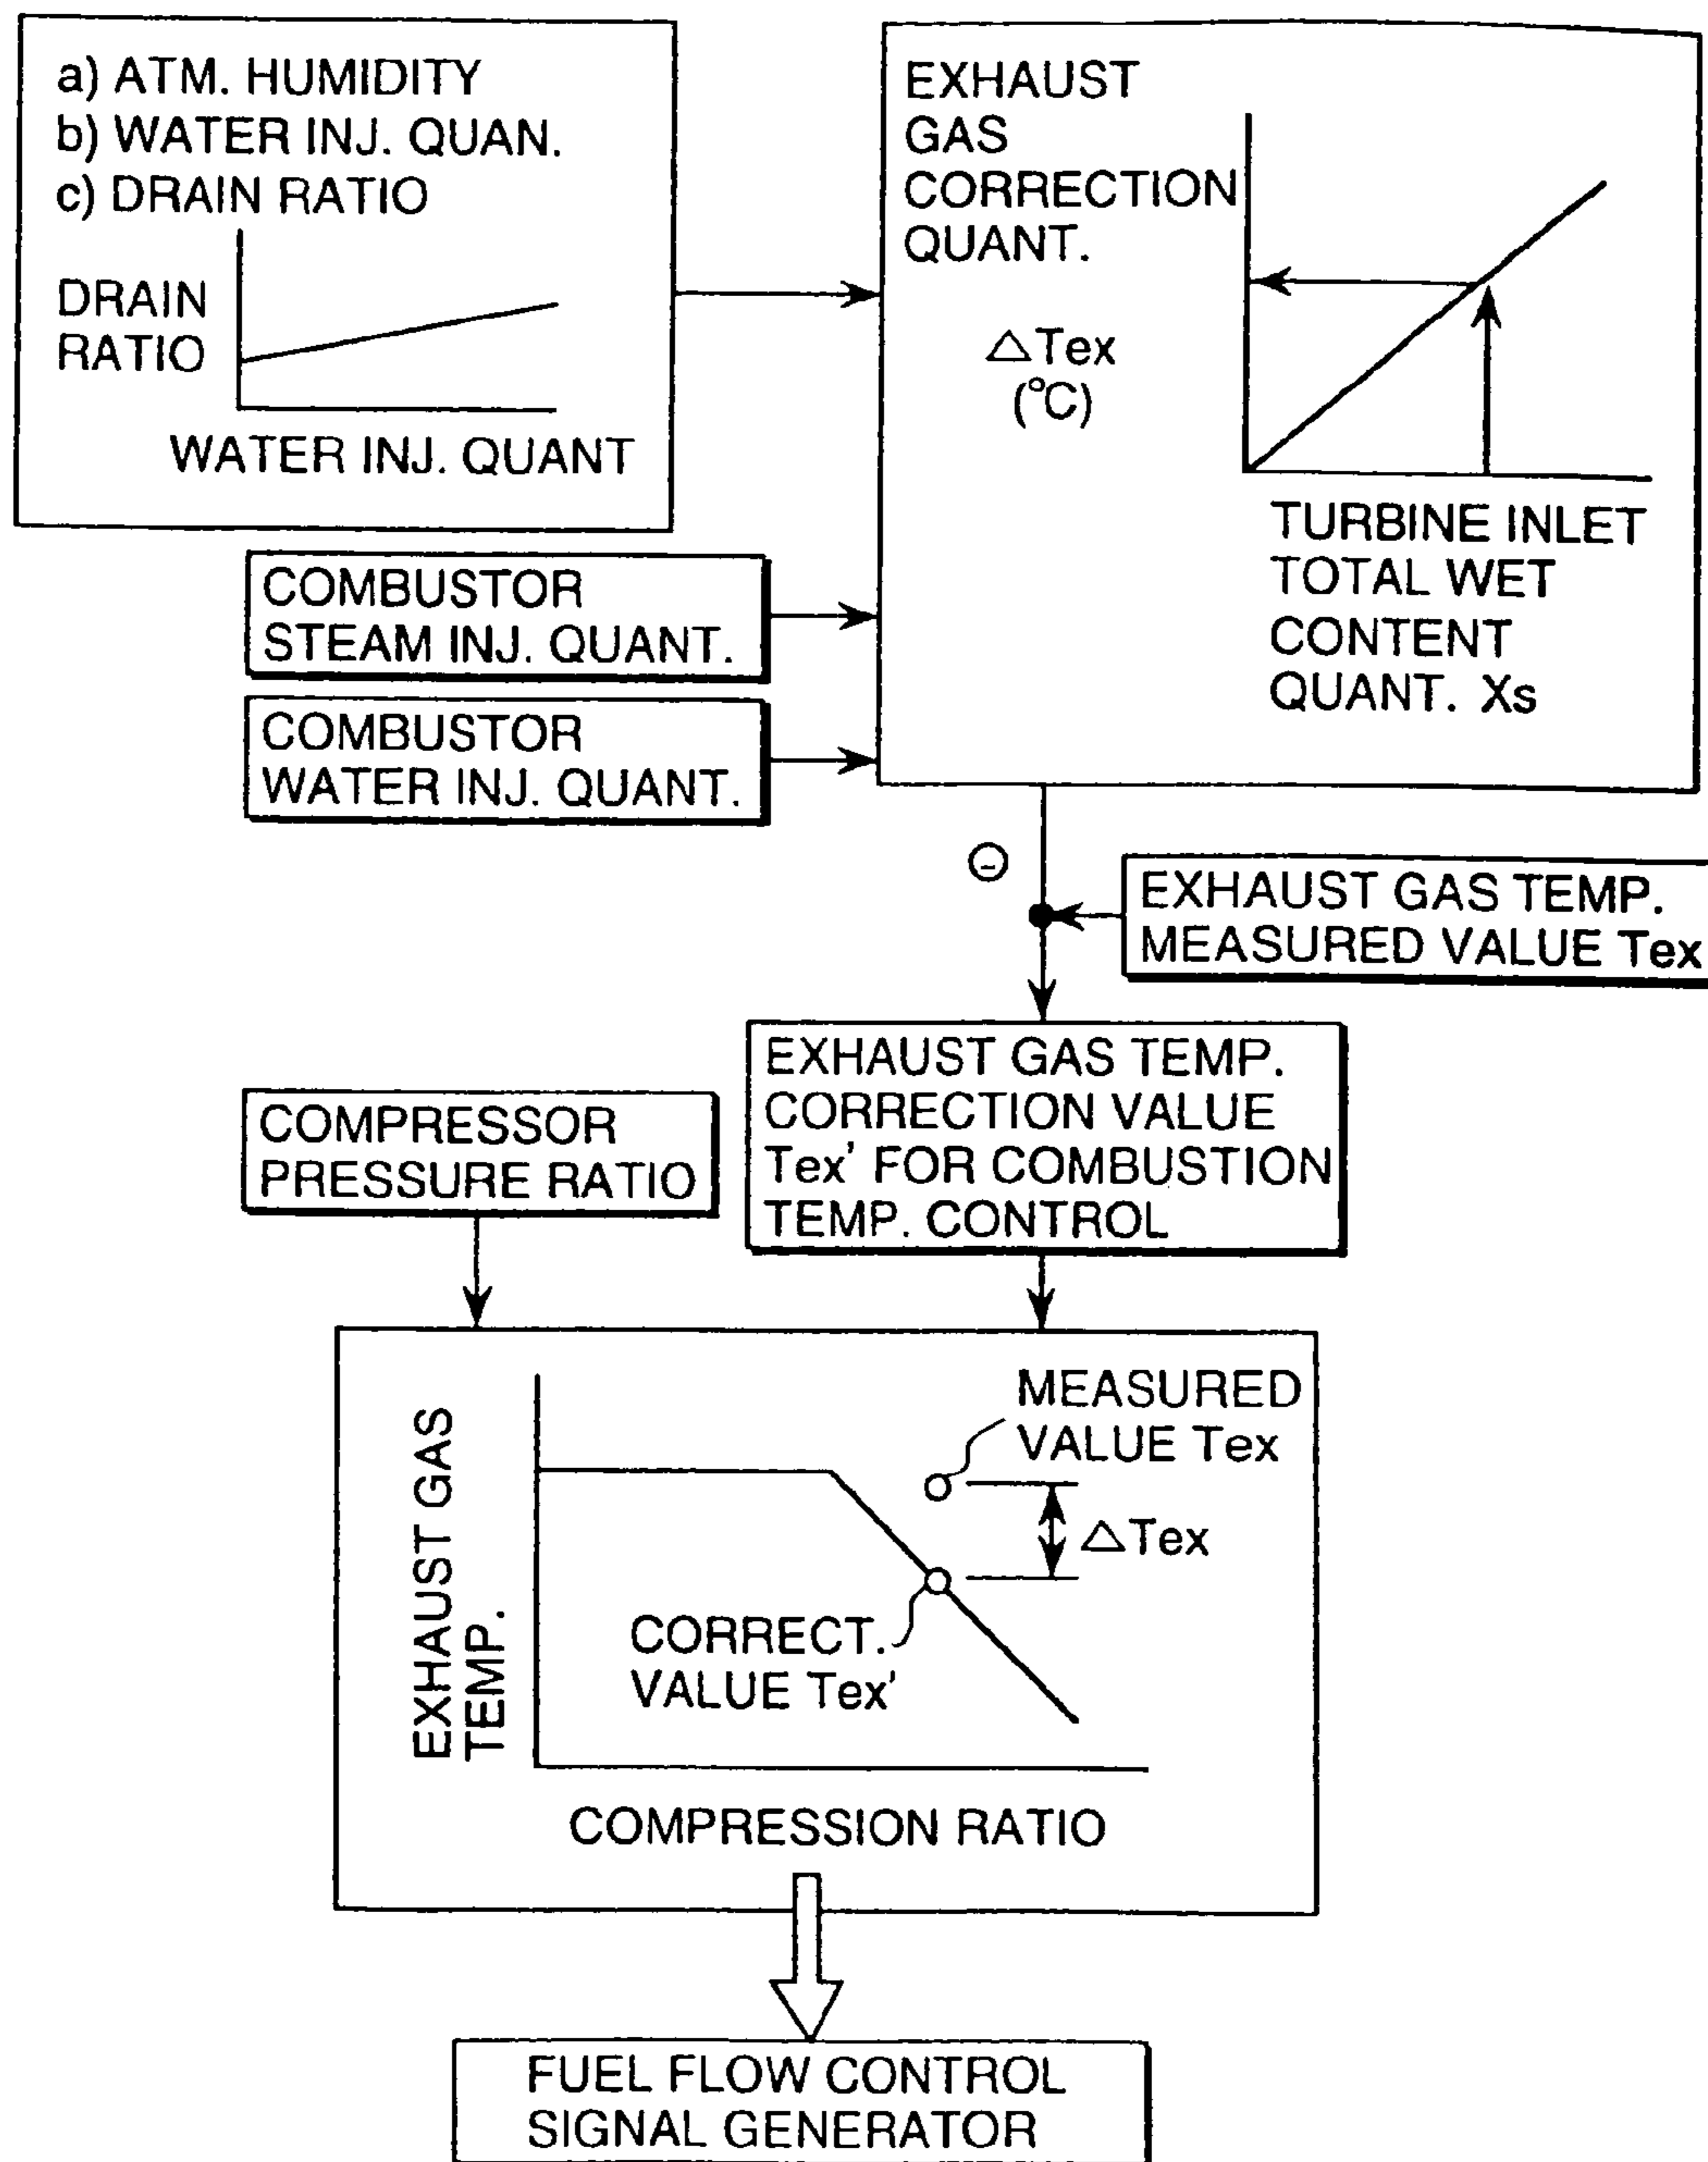 a) ATM. HUMIDITY
b) WATER INJ. QUAN.
c) DRAIN RATIO
DRAIN
RATIO
WATER INJ. QUANT
EXHAUST
GAS
CORRECTION
QUANT.
△Tex
(°C)
TURBINE INLET
TOTAL WET
CONTENT
QUANT. Xs
COMBUSTOR
STEAM INJ. QUANT.
COMBUSTOR
WATER INJ. QUANT.
-
EXHAUST GAS TEMP.
MEASURED VALUE Tex
EXHAUST GAS TEMP.
CORRECTION VALUE
Tex' FOR COMBUSTION
TEMP. CONTROL
COMPRESSOR
PRESSURE RATIO
EXHAUST GAS
TEMP.
MEASURED
VALUE Tex
△Tex
CORRECT.
VALUE Tex'
COMPRESSION RATIO
FUEL FLOW CONTROL
SIGNAL GENERATOR